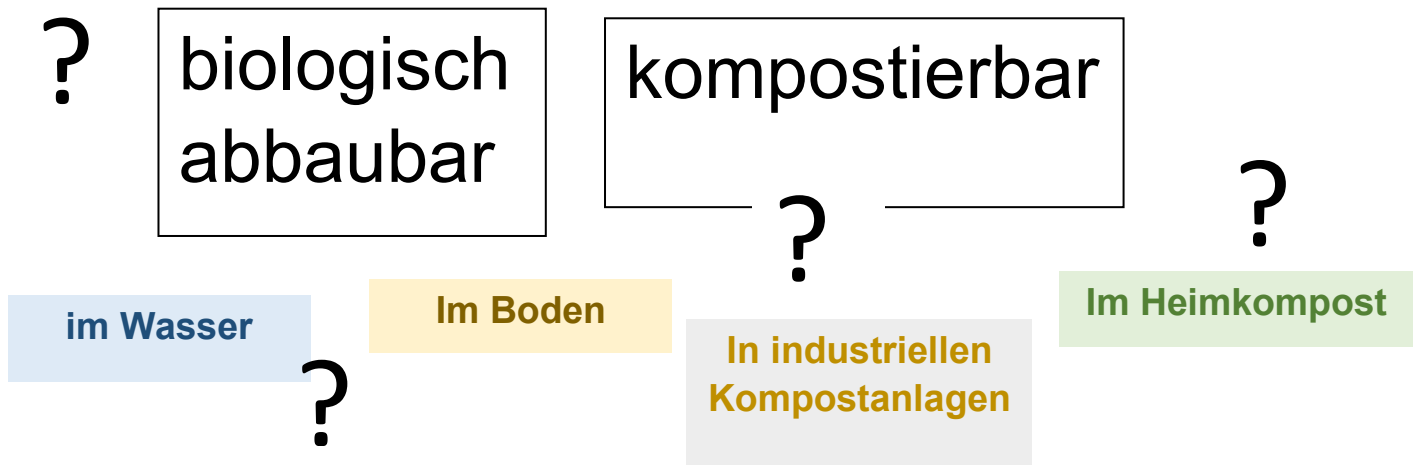 ?
biologisch
abbaubar
kompostierbar
?
?
im Wasser
Im Boden
In industriellen
Kompostanlagen
Im Heimkompost
?